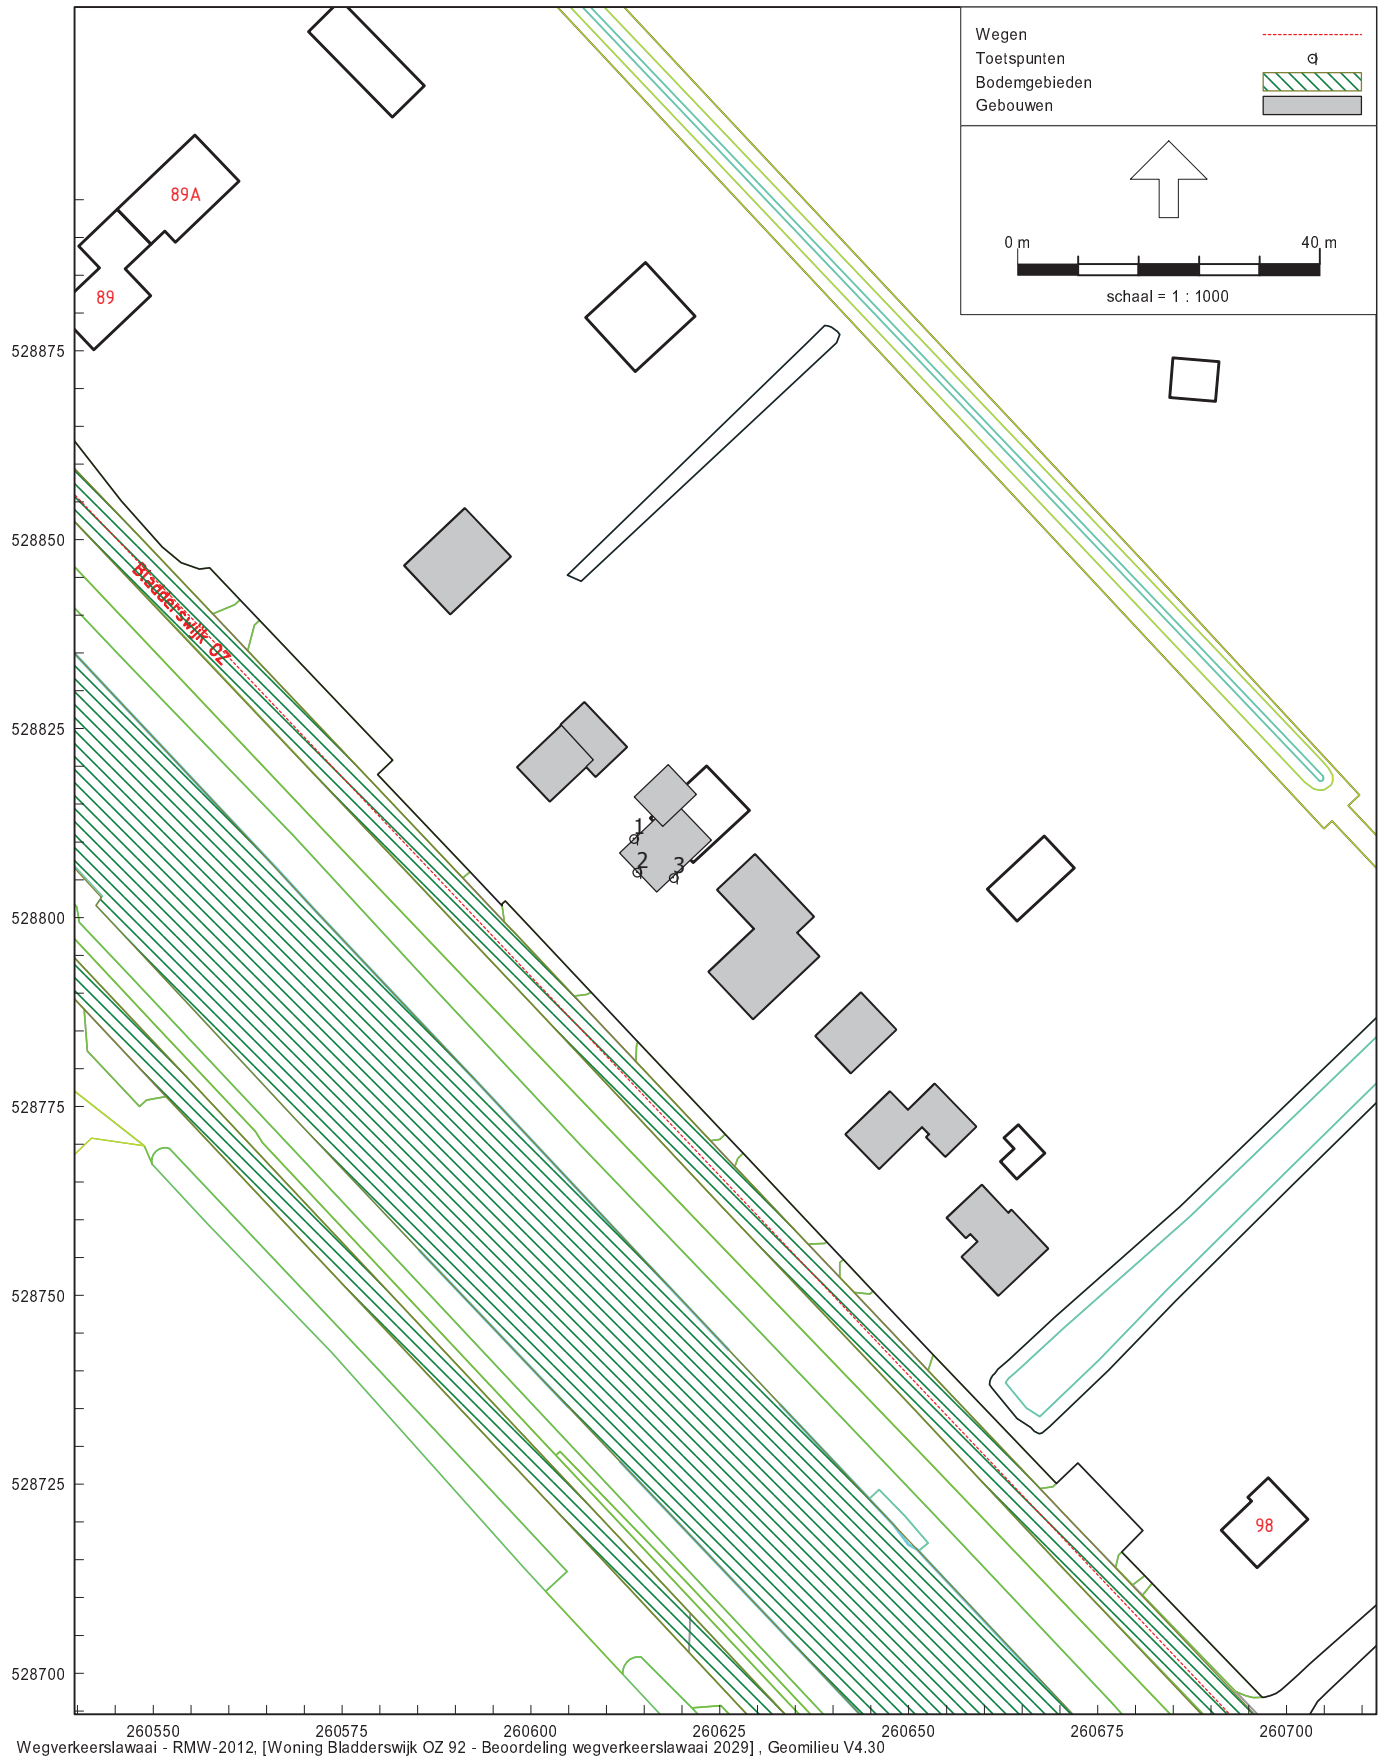 Wegen
Toetspunten
Bodemgebieden
Gebouwen
0 m 40 m
schaal = 1 : 1000
89A
89
528875
528850
Bladderswijk OZ
528825
1
2
3
528800
528775
528750
528725
98
528700
260550 260575 260600 260625 260650 260675 260700
Wegverkeerslawaai - RMW-2012, [Woning Bladderswijk OZ 92 - Beoordeling wegverkeerslawaai 2029] , Geomilieu V4.30